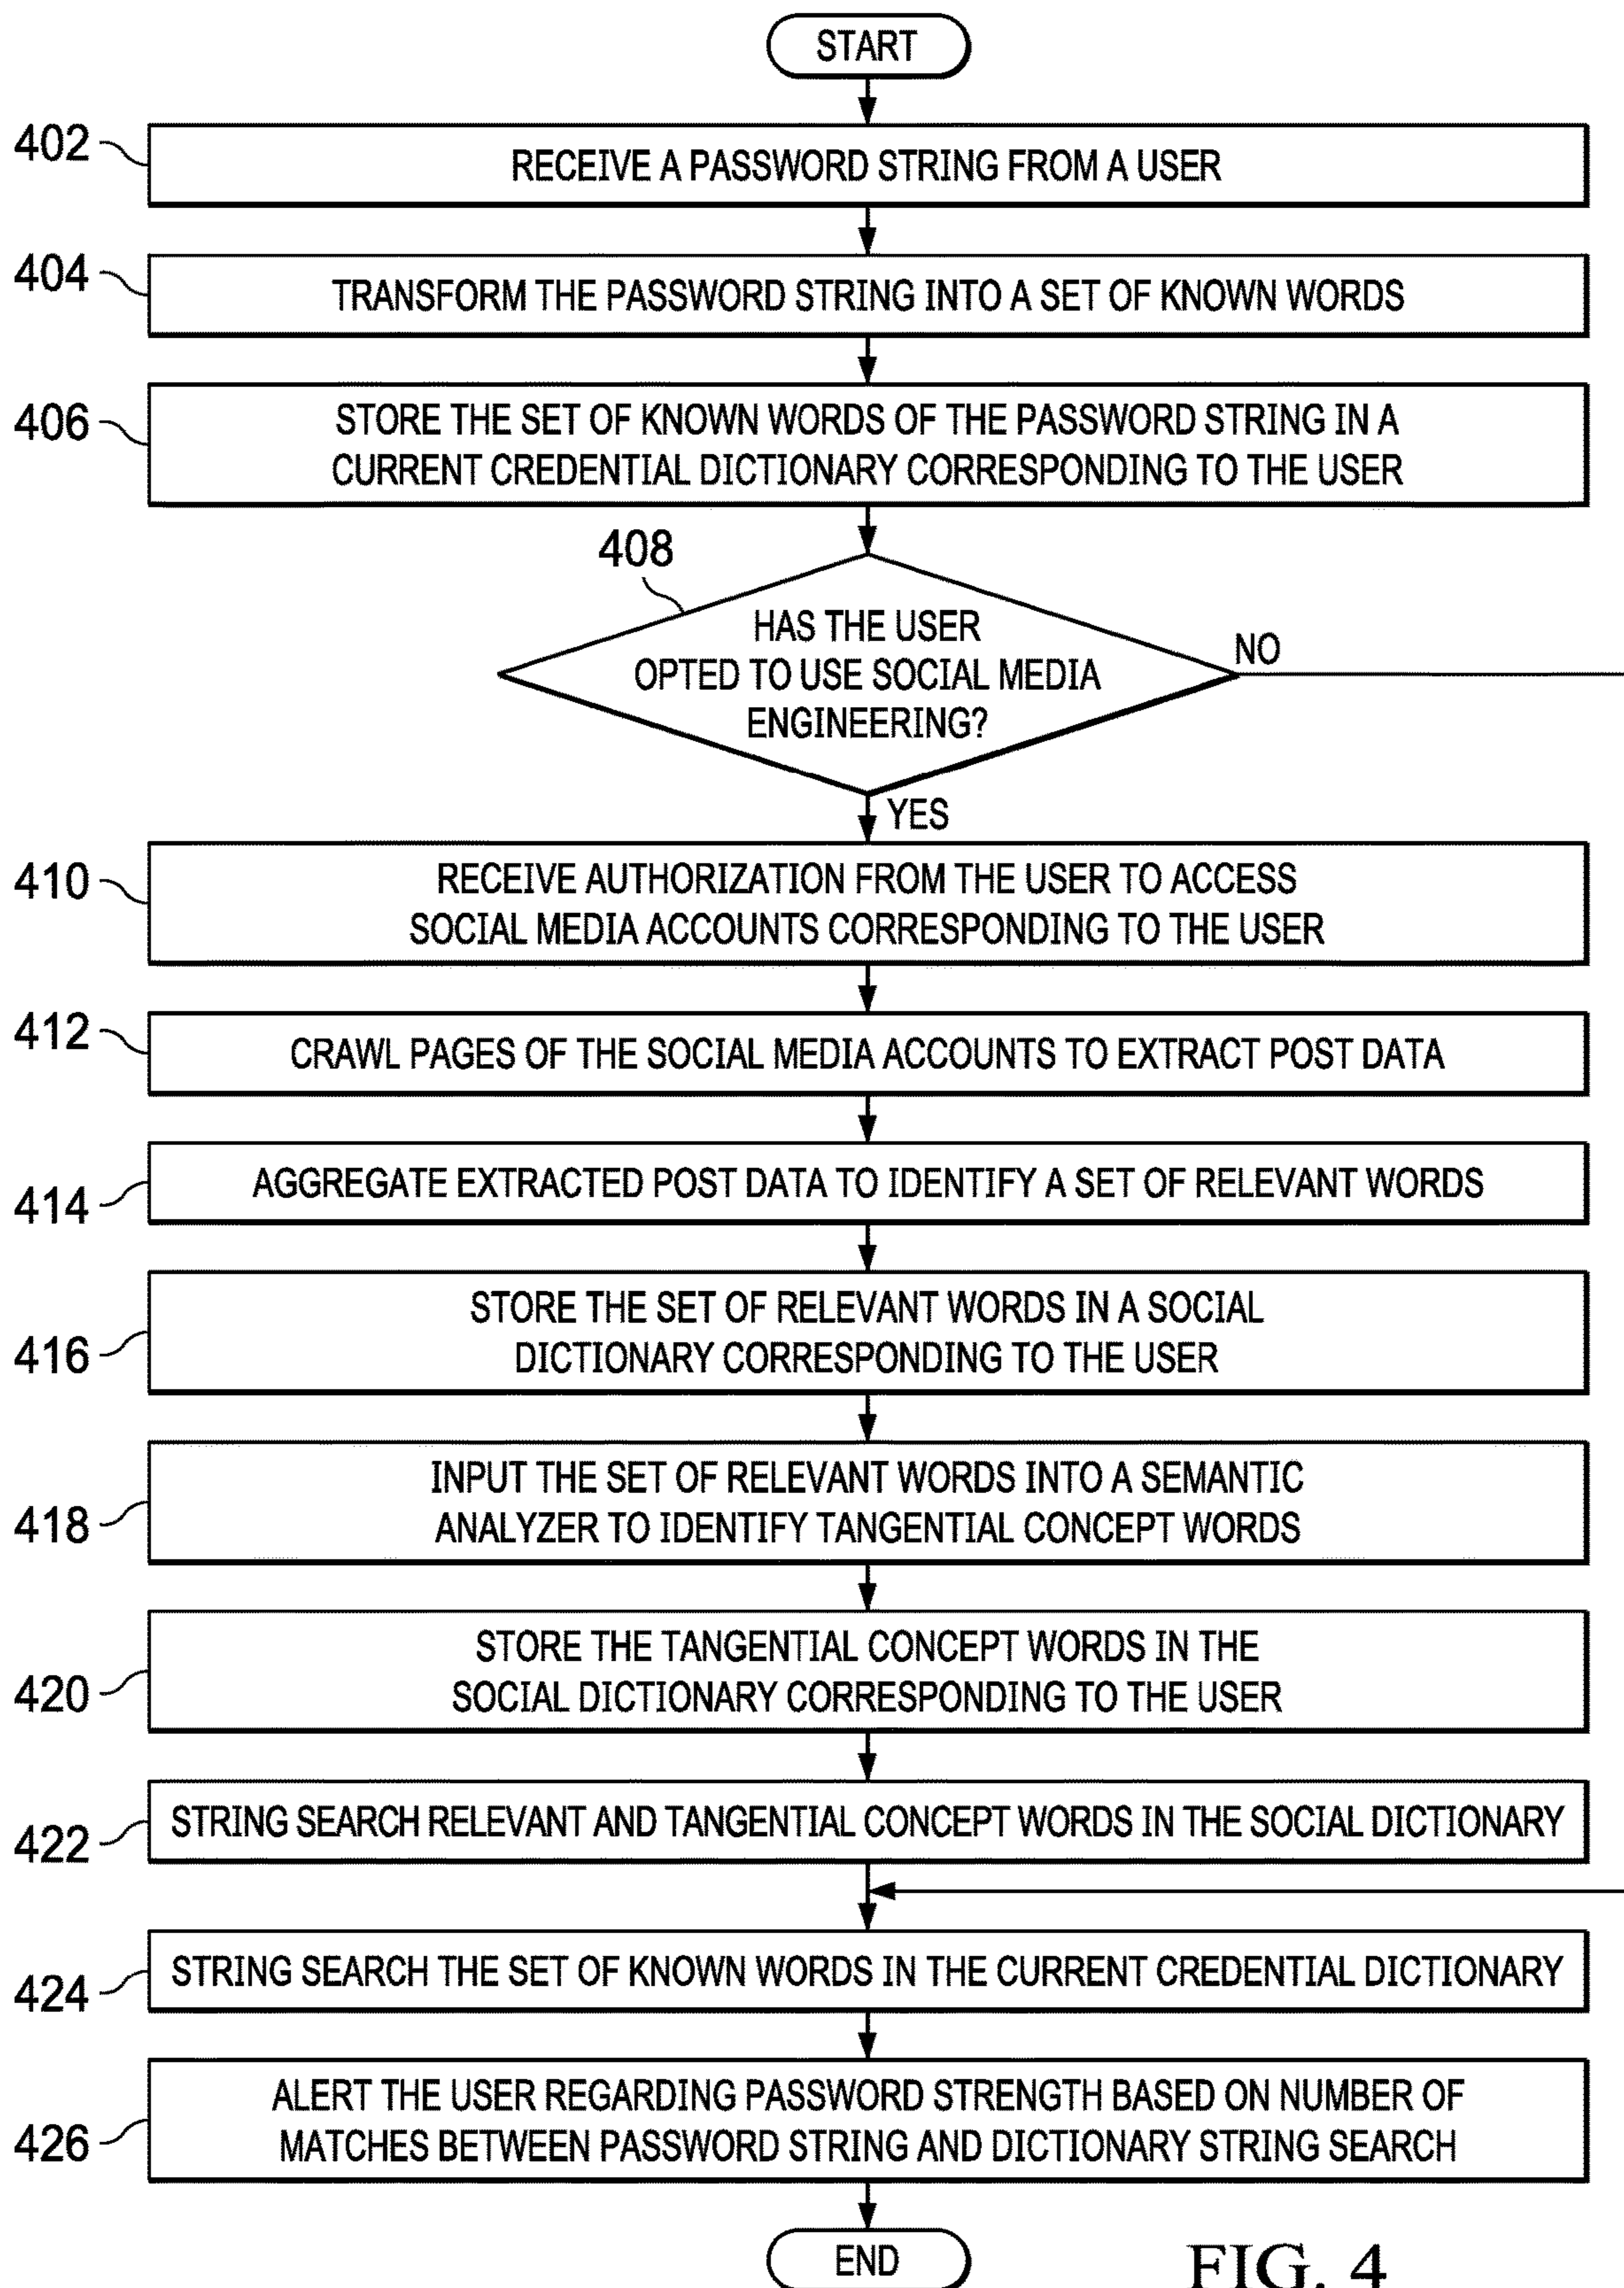 START
402
RECEIVE A PASSWORD STRING FROM A USER
404
TRANSFORM THE PASSWORD STRING INTO A SET OF KNOWN WORDS
406
STORE THE SET OF KNOWN WORDS OF THE PASSWORD STRING IN A
CURRENT CREDENTIAL DICTIONARY CORRESPONDING TO THE USER
408
HAS THE USER
OPTED TO USE SOCIAL MEDIA
ENGINEERING?
NO
YES
410
RECEIVE AUTHORIZATION FROM THE USER TO ACCESS
SOCIAL MEDIA ACCOUNTS CORRESPONDING TO THE USER
412
CRAWL PAGES OF THE SOCIAL MEDIA ACCOUNTS TO EXTRACT POST DATA
414
AGGREGATE EXTRACTED POST DATA TO IDENTIFY A SET OF RELEVANT WORDS
416
STORE THE SET OF RELEVANT WORDS IN A SOCIAL
DICTIONARY CORRESPONDING TO THE USER
418
INPUT THE SET OF RELEVANT WORDS INTO A SEMANTIC
ANALYZER TO IDENTIFY TANGENTIAL CONCEPT WORDS
420
STORE THE TANGENTIAL CONCEPT WORDS IN THE
SOCIAL DICTIONARY CORRESPONDING TO THE USER
422
STRING SEARCH RELEVANT AND TANGENTIAL CONCEPT WORDS IN THE SOCIAL DICTIONARY
424
STRING SEARCH THE SET OF KNOWN WORDS IN THE CURRENT CREDENTIAL DICTIONARY
426
ALERT THE USER REGARDING PASSWORD STRENGTH BASED ON NUMBER OF
MATCHES BETWEEN PASSWORD STRING AND DICTIONARY STRING SEARCH
END
FIG. 4